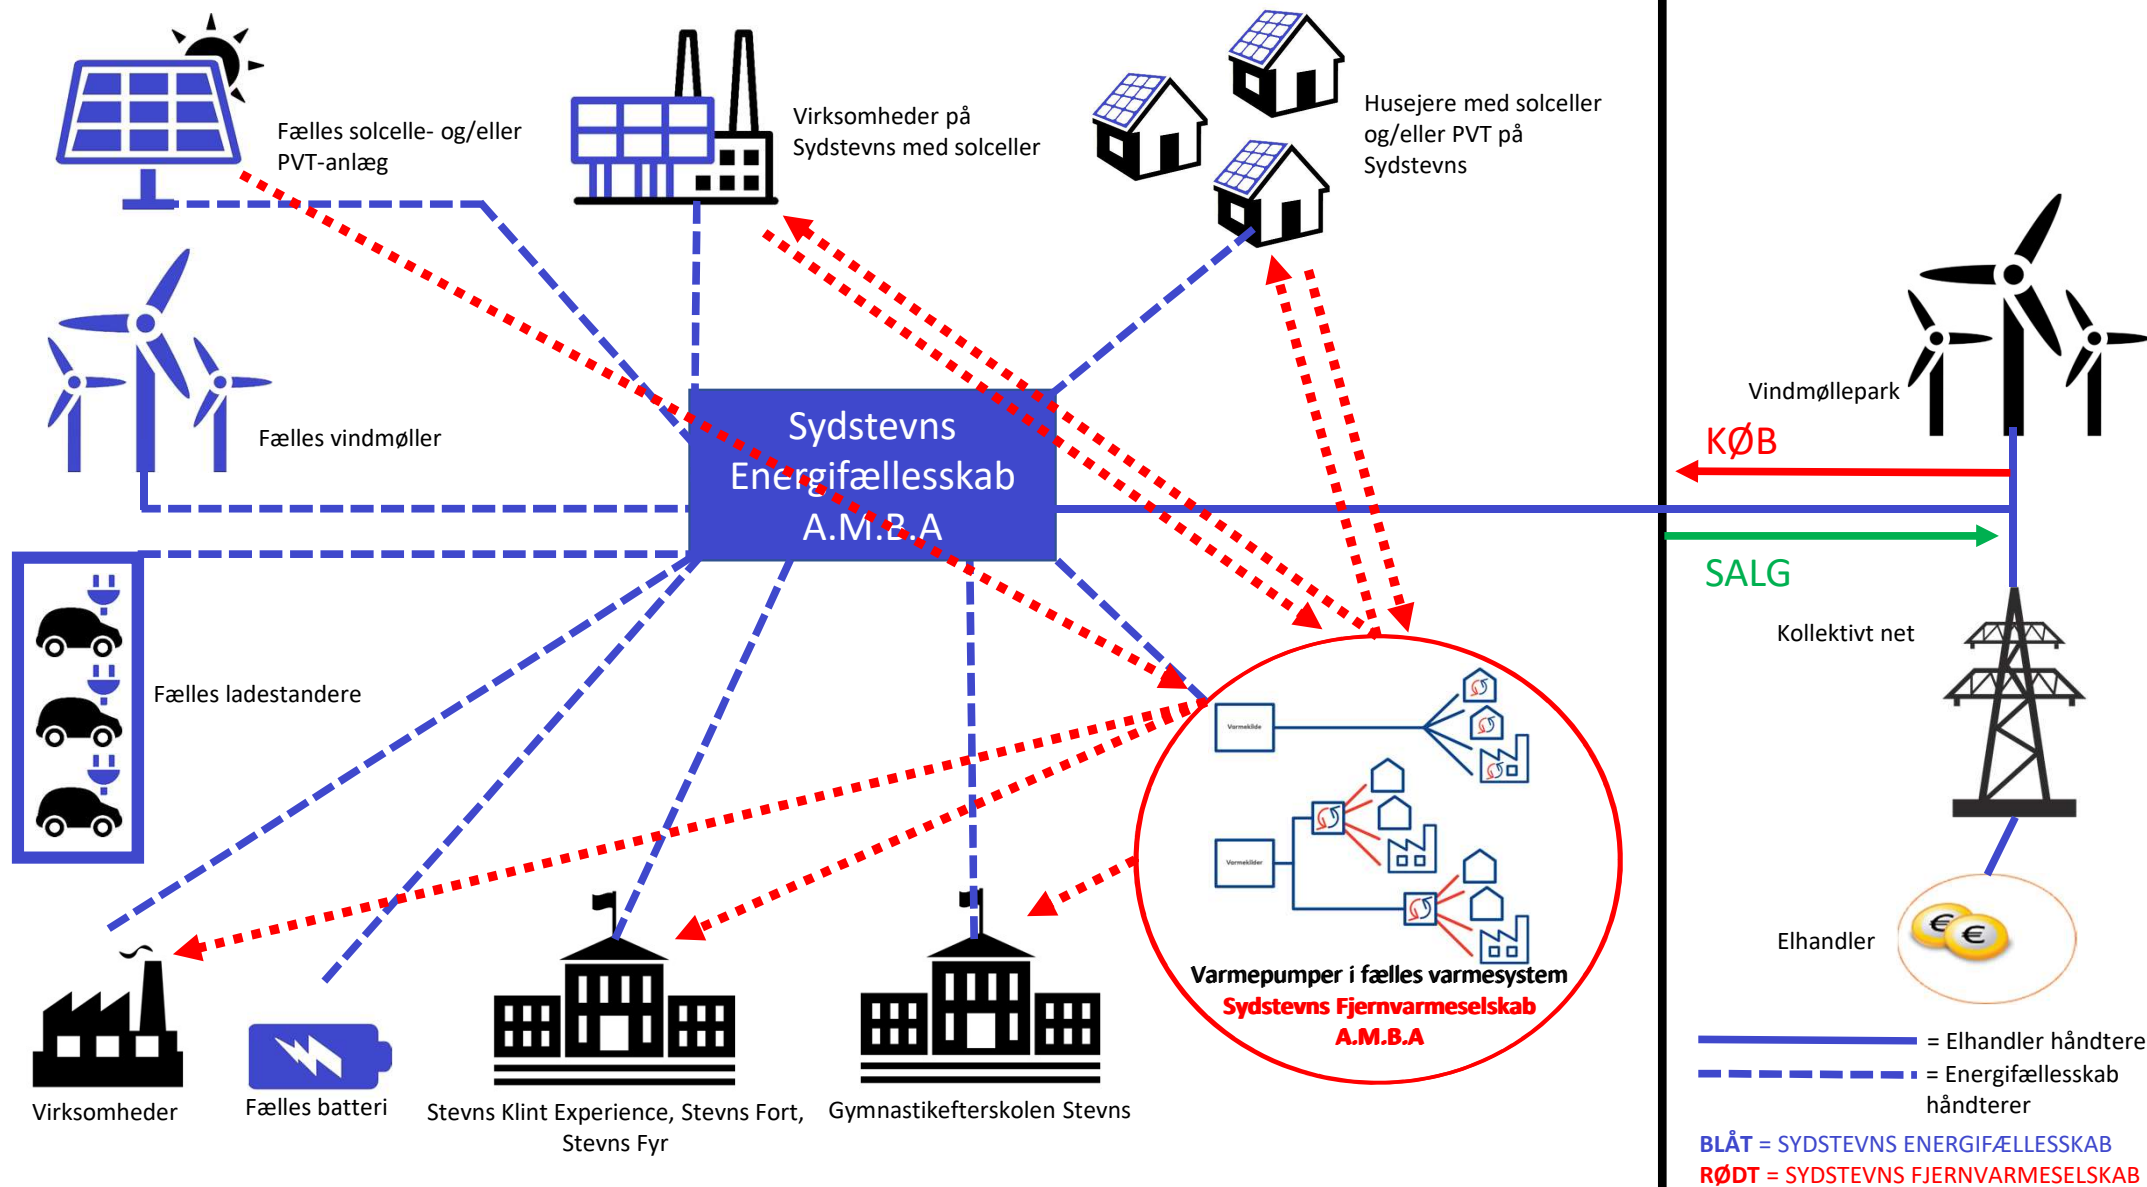 Fælles solcelle- og/eller
PVT-anlæg
Virksomheder på
Sydstevns med solceller
Husejere med solceller
og/eller PVT på
Sydstevns
Fælles vindmøller
Sydstevns
Energifællesskab
A.M.B.A
Vindmøllepark
KØB
SALG
Kollektivt net
Fælles ladestandere
Varmekilde
Varmekilder
Elhandler
Varmepumper i fælles varmesystem
Sydstevns Fjernvarmeselskab
A.M.B.A
Virksomheder
Fælles batteri
Stevns Klint Experience, Stevns Fort,
Stevns Fyr
Gymnastikefterskolen Stevns
= Elhandler håndtere
= Energifællesskab
håndterer
BLÅT = SYDSTEVNS ENERGIFÆLLESSKAB
RØDT = SYDSTEVNS FJERNVARMESELSKAB